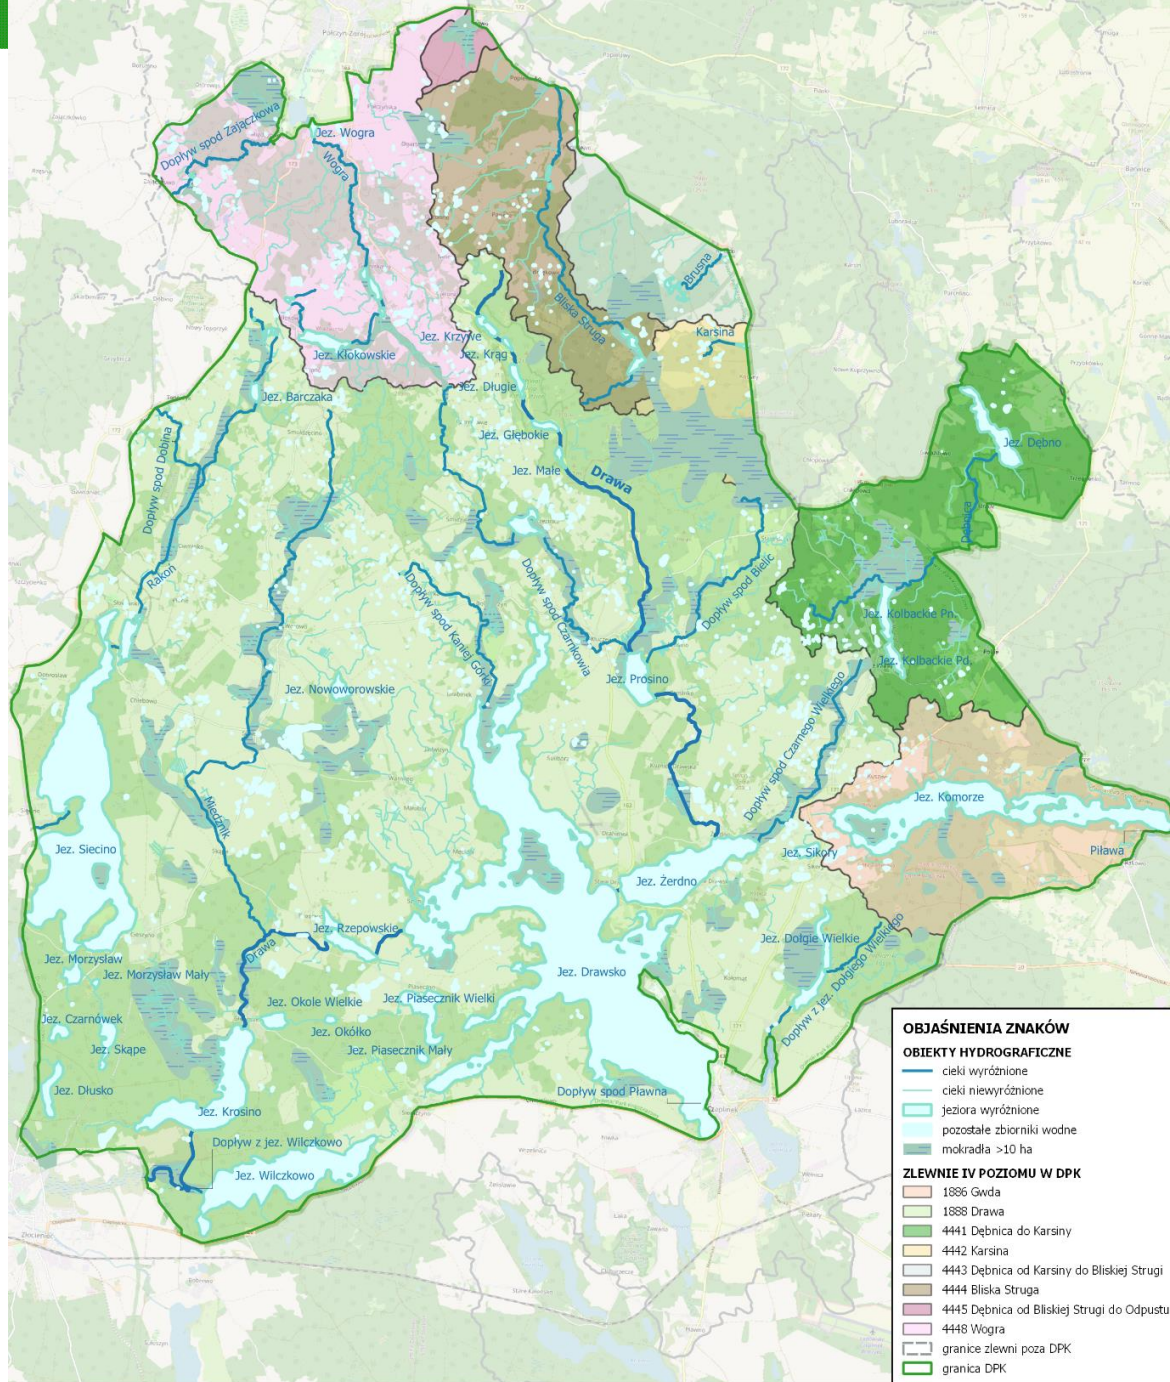 Jez. Wogra
Dopływ spod Zajączkowa
Wogra
Brusna
Bliska Struga
Karsina
Jez. Krzywe
Jez. Kłokowskie
Jez. Krąg
Jez. Długie
Jez. Barczaka
Jez. Głębokie
Jez. Dębno
Jez. Małe
Drawa
Dopływ spod Dobina
Dębnica
Rakoń
Dopływ spod Kaniej Górki
Dopływ spod Czarnkowia
Dopływ spod Bielic
Jez. Kolbackie Pn.
Jez. Kolbackie Pd.
Jez. Prosino
Jez. Nowoworowskie
Dopływ spod Czarnego Wielkiego
Miedznik
Jez. Komorze
Jez. Siecino
Jez. Sikory
Piława
Jez. Żerdno
Jez. Rzepowskie
Drawa
Jez. Dołgie Wielkie
Dopływ z jez. Dołgiego Wielkiego
Jez. Morzysław
Jez. Morzysław Mały
Jez. Drawsko
Jez. Okole Wielkie
Jez. Piasecznik Wielki
Jez. Czarnówek
Jez. Okółko
Jez. Skąpe
Jez. Piasecznik Mały
Jez. Dłusko
Dopływ spod Pławna
Jez. Krosino
Dopływ z jez. Wilczkowo
Jez. Wilczkowo
OBJAŚNIENIA ZNAKÓW
OBIEKTY HYDROGRAFICZNE
cieki wyróżnione
cieki niewyróżnione
jeziora wyróżnione
pozostałe zbiorniki wodne
mokradła >10 ha
ZLEWNIE IV POZIOMU W DPK
1886 Gwda
1888 Drawa
4441 Dębnica do Karsiny
4442 Karsina
4443 Dębnica od Karsiny do Bliskiej Strugi
4444 Bliska Struga
4445 Dębnica od Bliskiej Strugi do Odpustu
4448 Wogra
granice zlewni poza DPK
granica DPK